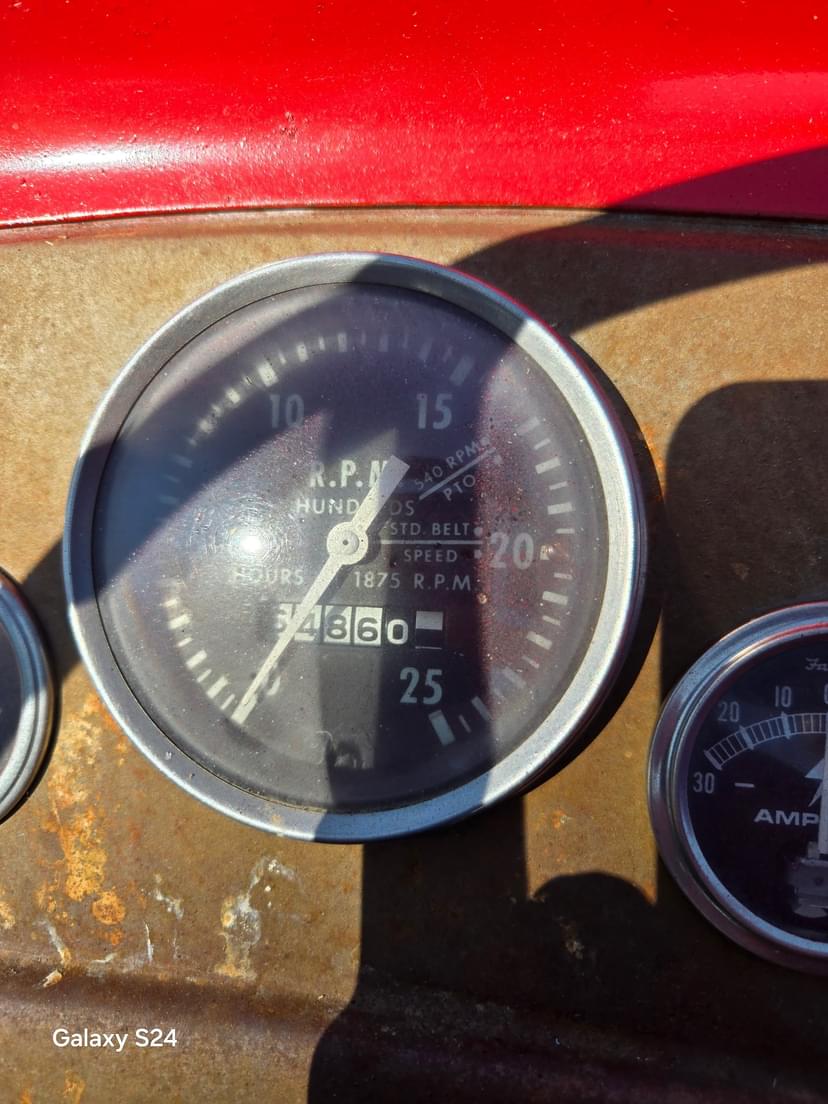 10 15
R.P.M
540 RPM
PTO
HUNDREDS
STD. BELT
SPEED
20
HOURS
1875 R.P.M.
4860
25
20 10
30
AMP
Galaxy S24